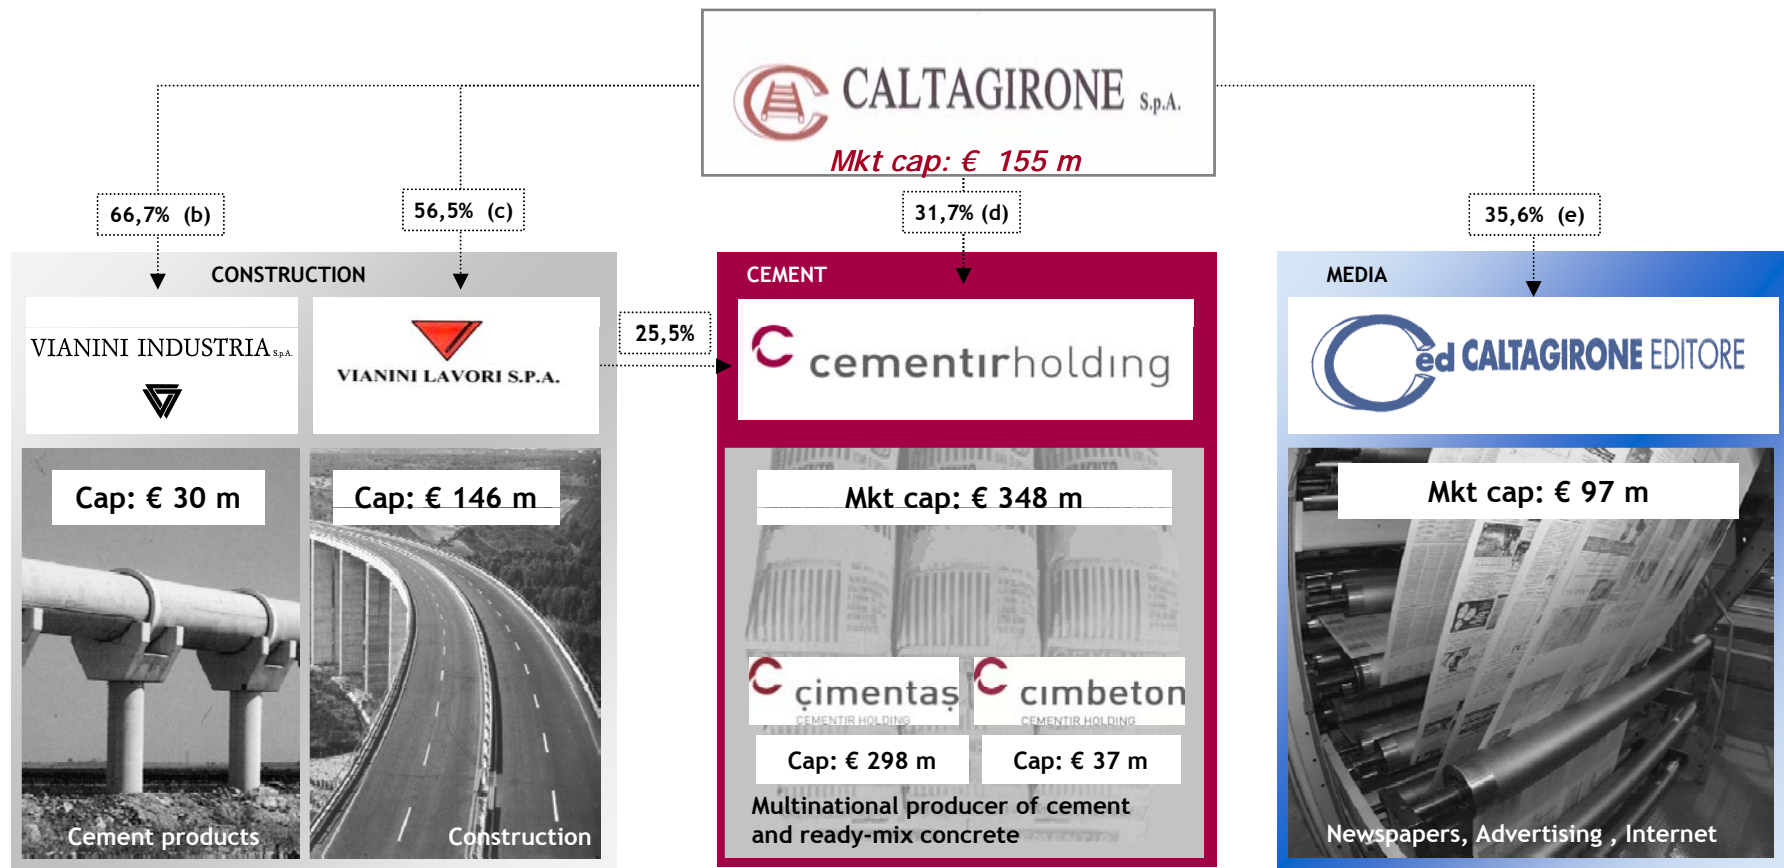 CALTAGIRONE S.p.A.
Mkt cap: € 155 m
66,7% (b)
56,5% (c)
31,7% (d)
35,6% (e)
CONSTRUCTION
VIANINI INDUSTRIA S.p.A.
VIANINI LAVORI S.P.A.
25,5%
CEMENT
cementırholdıng
MEDIA
ed CALTAGIRONE EDITORE
Cap: € 30 m
Cap: € 146 m
Mkt cap: € 348 m
Mkt cap: € 97 m
çimentaş
CEMENTIR HOLDING
cımbeton
CEMENTIR HOLDING
Cap: € 298 m
Cap: € 37 m
Cement products
Construction
Multinational producer of cement
and ready-mix concrete
Newspapers, Advertising , Internet